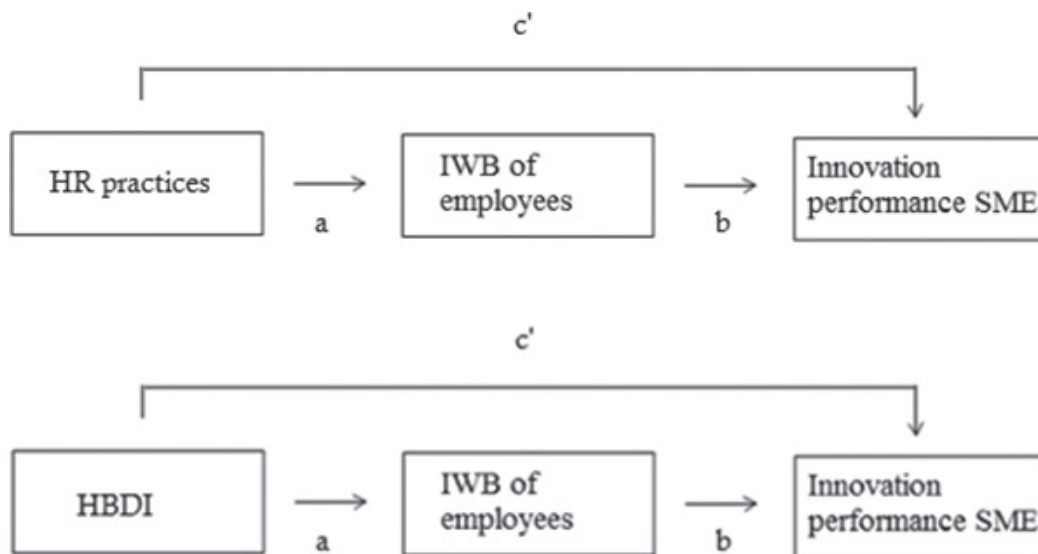 c'
HR practices
IWB of
employees
Innovation
performance SME
a
b
c'
HBDI
IWB of
employees
Innovation
performance SME
a
b